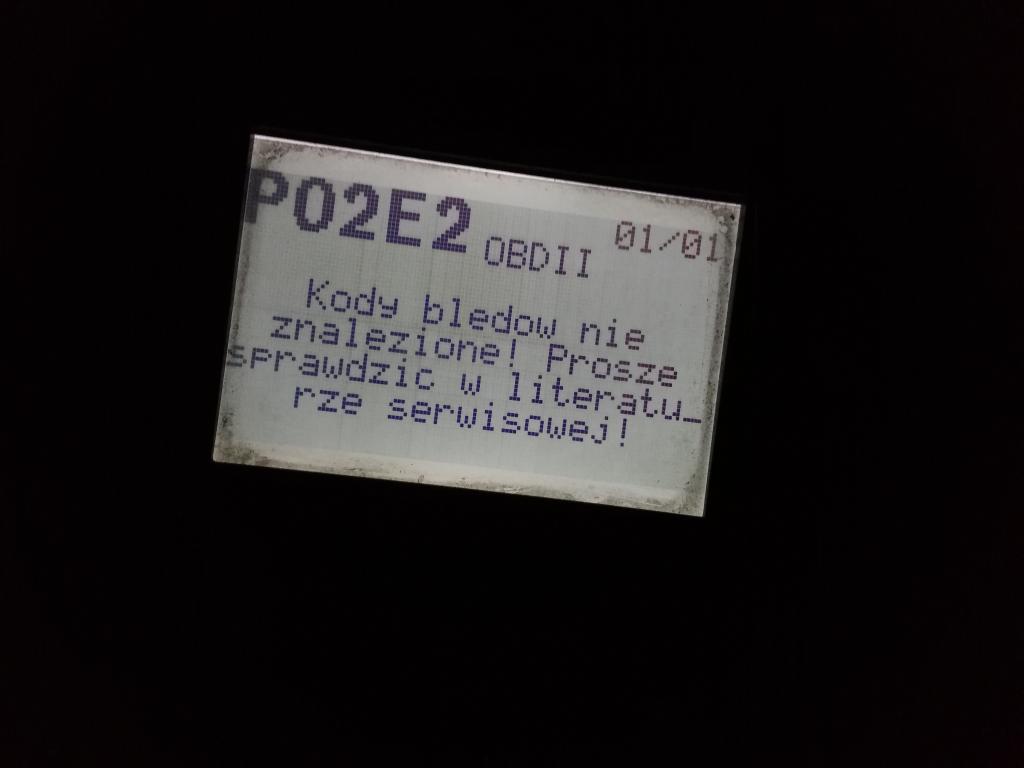 P02E2 OBDII 01/01
Kody bledow nie
znalezione! Prosze
sprawdzic w literatu_
rze serwisowej!